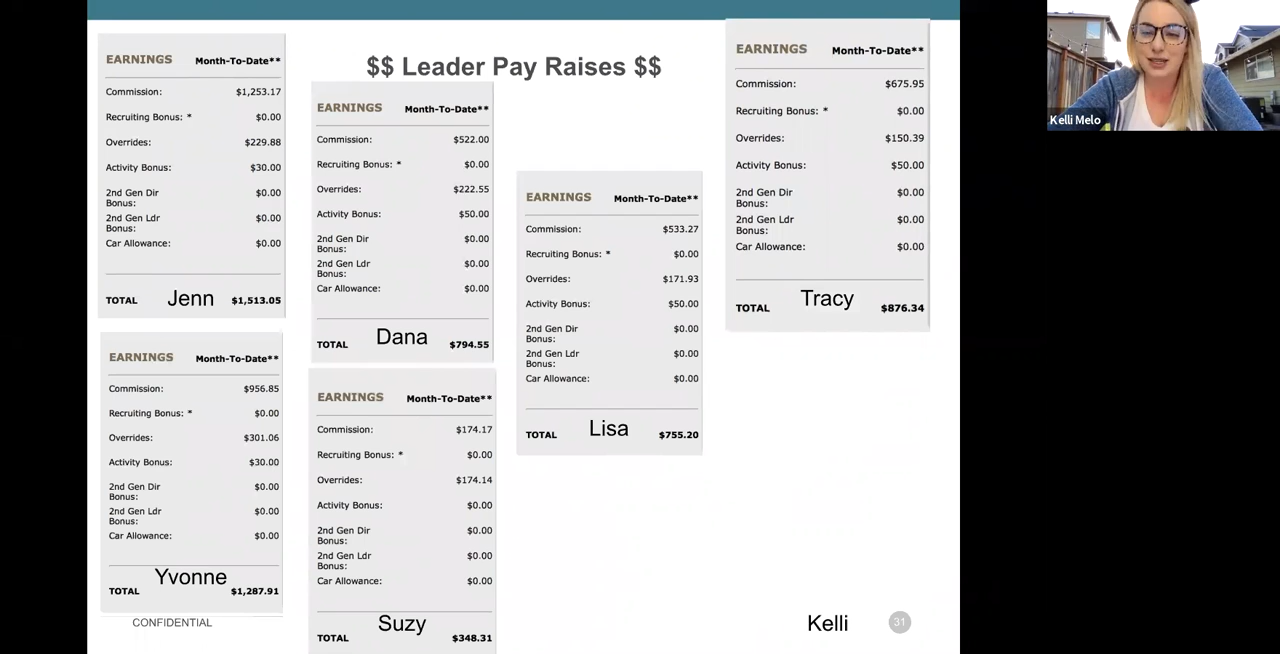 $$ Leader Pay Raises $$
EARNINGS Month-To-Date**
Commission: $1,253.17
Recruiting Bonus: * $0.00
Overrides: $229.88
Activity Bonus: $30.00
2nd Gen Dir $0.00
Bonus:
2nd Gen Ldr $0.00
Bonus:
Car Allowance: $0.00
TOTAL Jenn $1,513.05
EARNINGS Month-To-Date**
Commission: $956.85
Recruiting Bonus: * $0.00
Overrides: $301.06
Activity Bonus: $30.00
2nd Gen Dir $0.00
Bonus:
2nd Gen Ldr $0.00
Bonus:
Car Allowance: $0.00
Yvonne
TOTAL $1,287.91
EARNINGS Month-To-Date**
Commission: $522.00
Recruiting Bonus: * $0.00
Overrides: $222.55
Activity Bonus: $50.00
2nd Gen Dir $0.00
Bonus:
2nd Gen Ldr $0.00
Bonus:
Car Allowance: $0.00
TOTAL Dana $794.55
EARNINGS Month-To-Date**
Commission: $174.17
Recruiting Bonus: * $0.00
Overrides: $174.14
Activity Bonus: $0.00
2nd Gen Dir $0.00
Bonus:
2nd Gen Ldr $0.00
Bonus:
Car Allowance: $0.00
Suzy
TOTAL $348.31
EARNINGS Month-To-Date**
Commission: $533.27
Recruiting Bonus: * $0.00
Overrides: $171.93
Activity Bonus: $50.00
2nd Gen Dir $0.00
Bonus:
2nd Gen Ldr $0.00
Bonus:
Car Allowance: $0.00
TOTAL Lisa $755.20
EARNINGS Month-To-Date**
Commission: $675.95
Recruiting Bonus: * $0.00
Overrides: $150.39
Activity Bonus: $50.00
2nd Gen Dir $0.00
Bonus:
2nd Gen Ldr $0.00
Bonus:
Car Allowance: $0.00
TOTAL Tracy $876.34
Kelli Melo
CONFIDENTIAL
Kelli 31